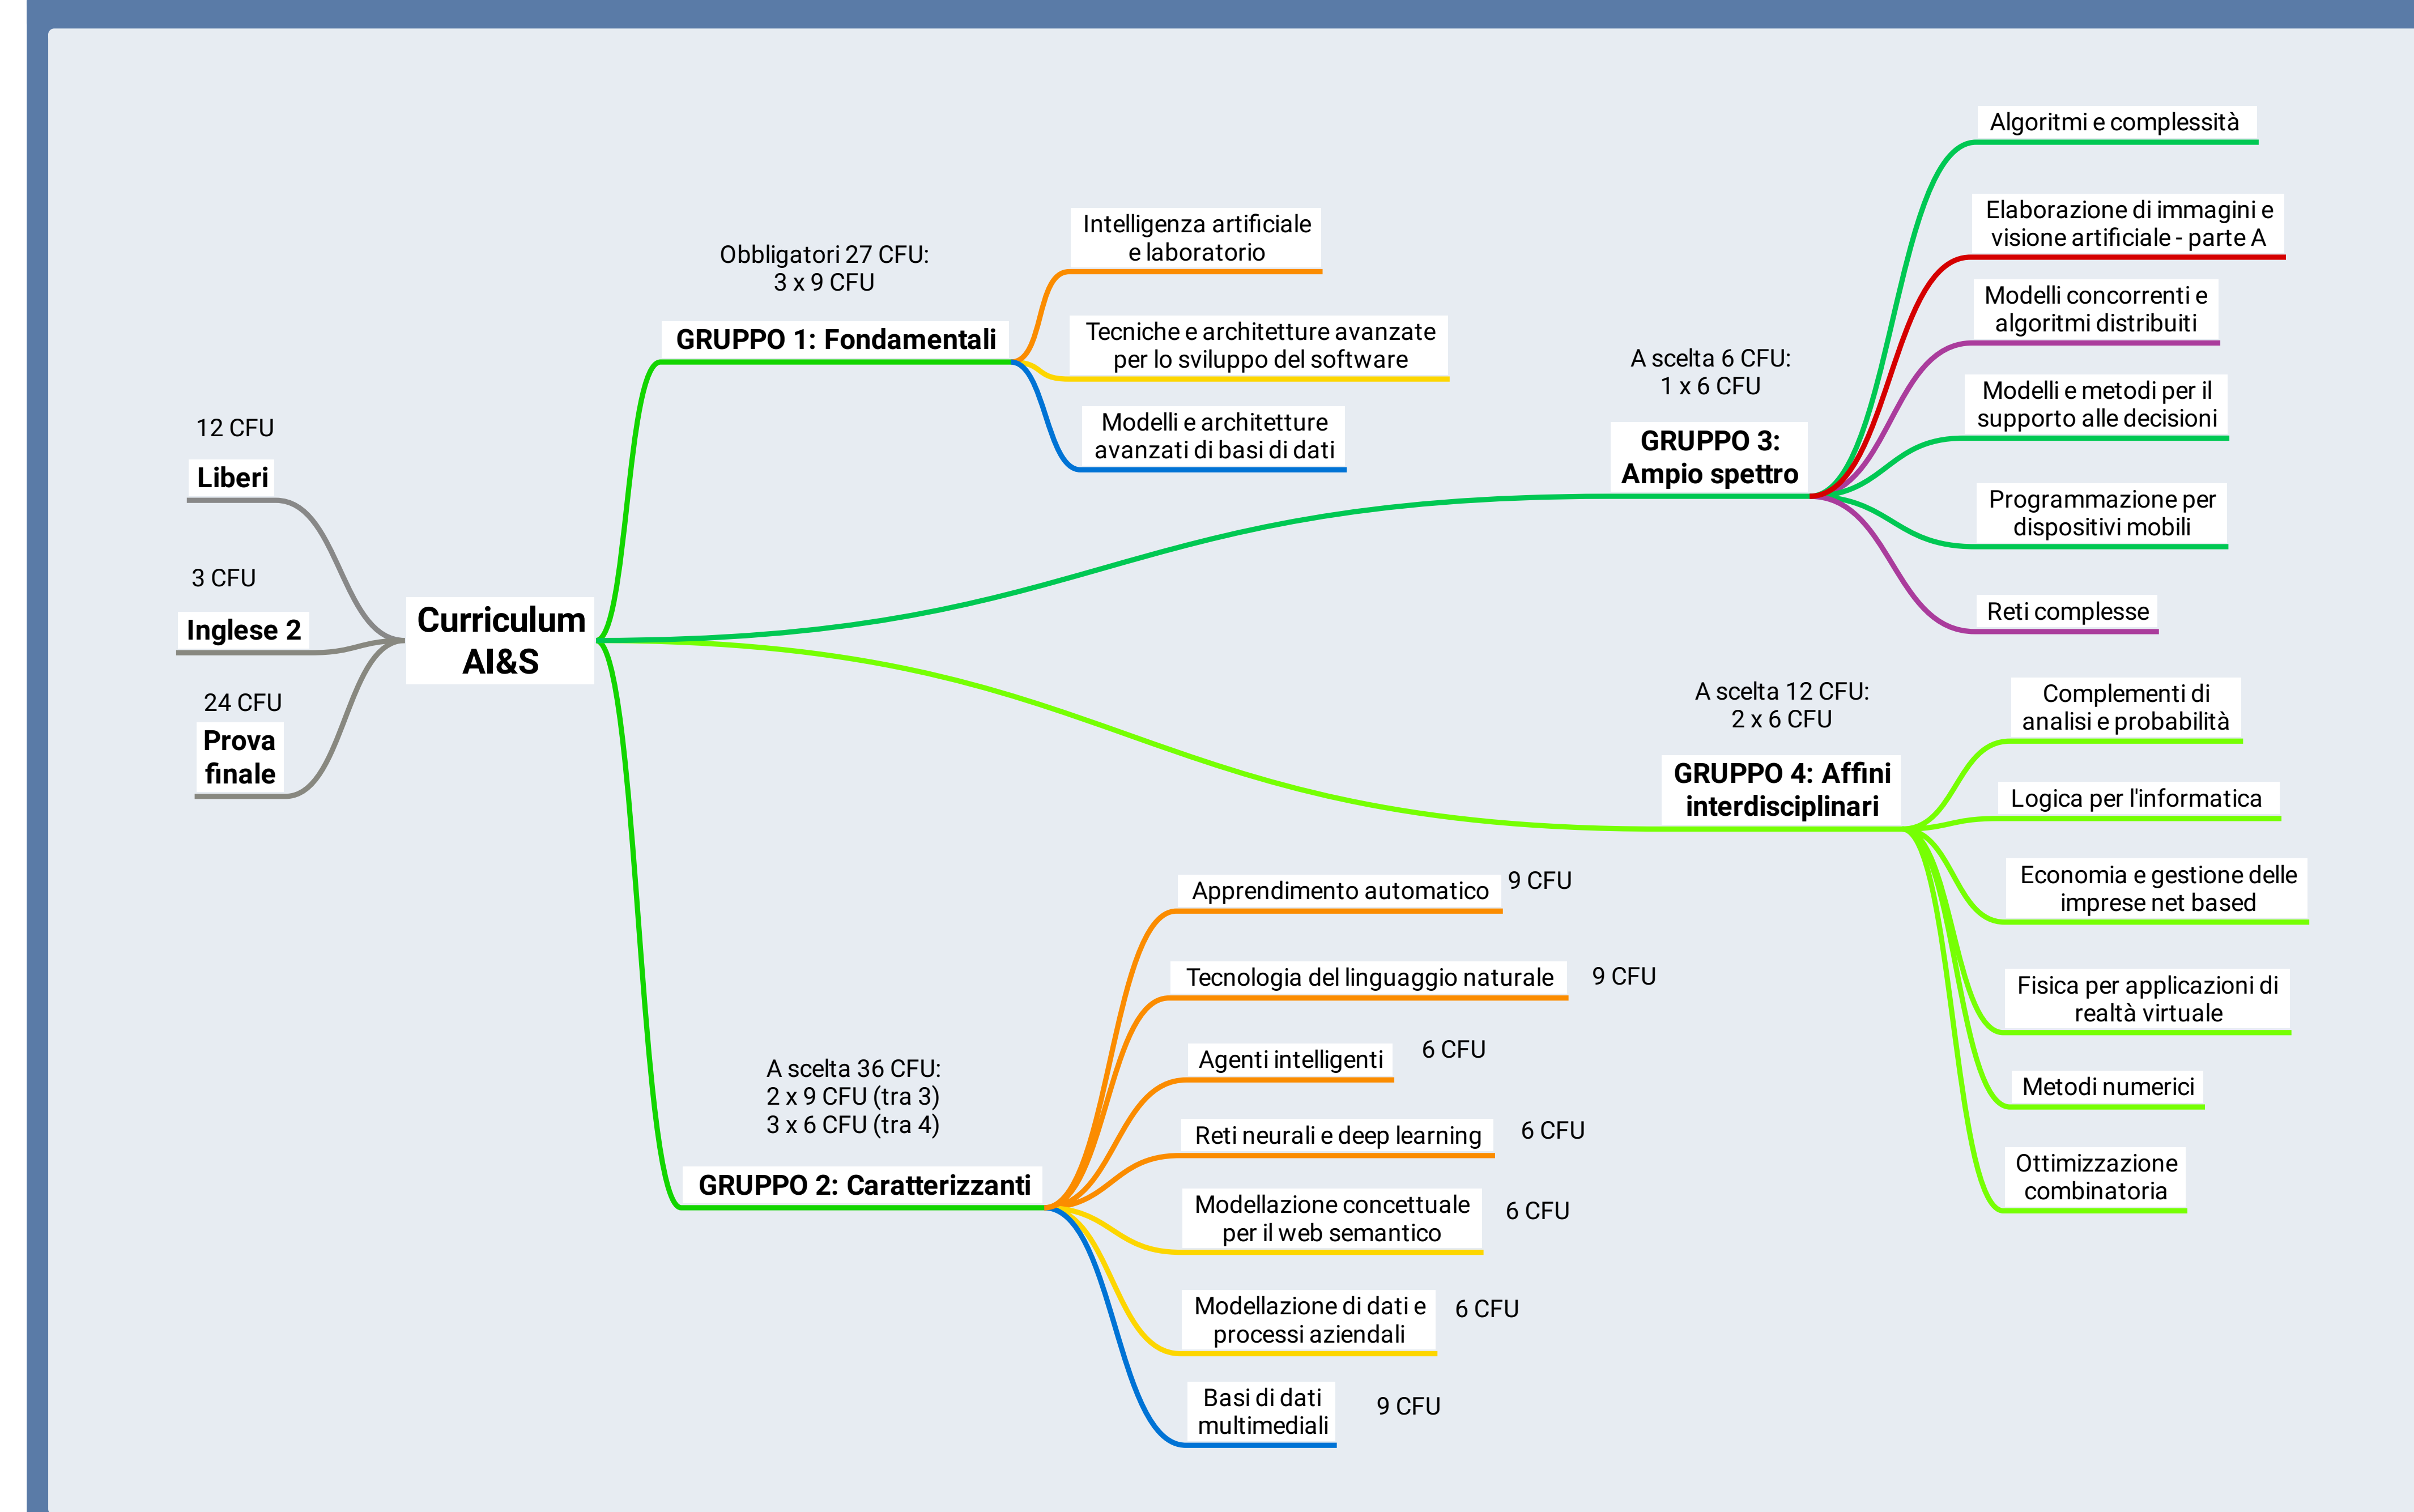 12 CFU
Liberi
3 CFU
Inglese 2
24 CFU
Prova
finale
Curriculum
AI&S
Obbligatori 27 CFU:
3 x 9 CFU
GRUPPO 1: Fondamentali
Intelligenza artificiale
e laboratorio
Tecniche e architetture avanzate
per lo sviluppo del software
Modelli e architetture
avanzati di basi di dati
A scelta 6 CFU:
1 x 6 CFU
GRUPPO 3:
Ampio spettro
Algoritmi e complessità
Elaborazione di immagini e
visione artificiale - parte A
Modelli concorrenti e
algoritmi distribuiti
Modelli e metodi per il
supporto alle decisioni
Programmazione per
dispositivi mobili
Reti complesse
A scelta 12 CFU:
2 x 6 CFU
GRUPPO 4: Affini
interdisciplinari
Complementi di
analisi e probabilità
Logica per l'informatica
Economia e gestione delle
imprese net based
Fisica per applicazioni di
realtà virtuale
Metodi numerici
Ottimizzazione
combinatoria
A scelta 36 CFU:
2 x 9 CFU (tra 3)
3 x 6 CFU (tra 4)
GRUPPO 2: Caratterizzanti
Apprendimento automatico 9 CFU
Tecnologia del linguaggio naturale 9 CFU
Agenti intelligenti 6 CFU
Reti neurali e deep learning 6 CFU
Modellazione concettuale
per il web semantico 6 CFU
Modellazione di dati e
processi aziendali 6 CFU
Basi di dati
multimediali 9 CFU